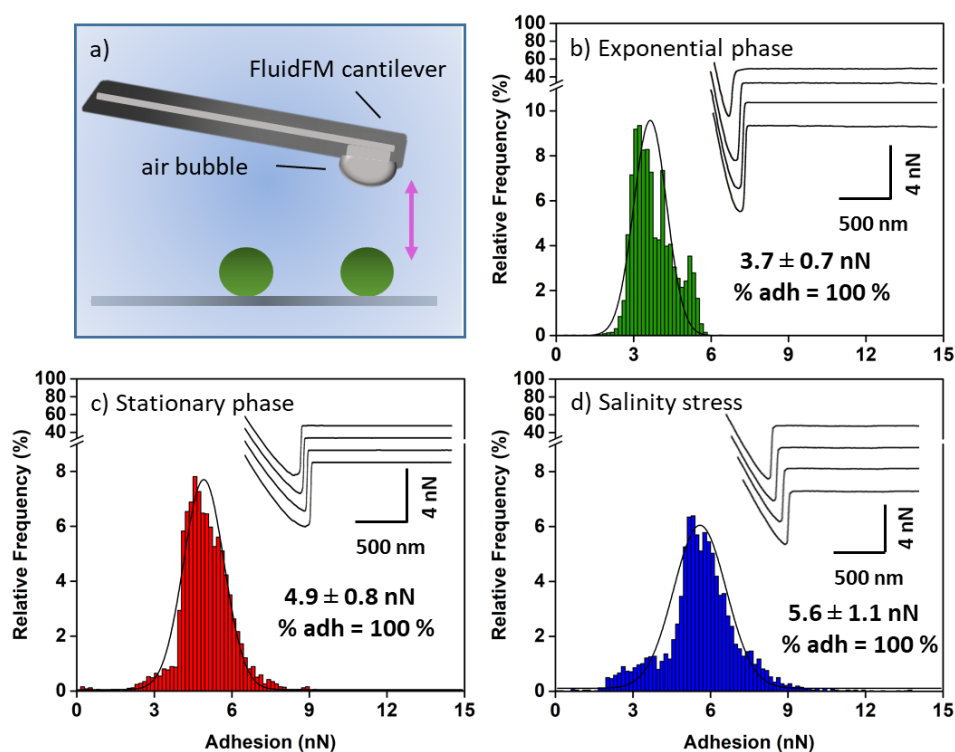 a)
FluidFM cantilever
air bubble
b) Exponential phase
100
80
60
40
10
8
6
4
2
0
Relative Frequency (%)
4 nN
500 nm
3.7 ± 0.7 nN
% adh = 100 %
0 3 6 9 12 15
Adhesion (nN)
c) Stationary phase
100
80
60
40
8
6
4
2
0
Relative Frequency (%)
4 nN
500 nm
4.9 ± 0.8 nN
% adh = 100 %
0 3 6 9 12 15
Adhesion (nN)
d) Salinity stress
100
80
60
40
8
6
4
2
0
Relative Frequency (%)
4 nN
500 nm
5.6 ± 1.1 nN
% adh = 100 %
0 3 6 9 12 15
Adhesion (nN)